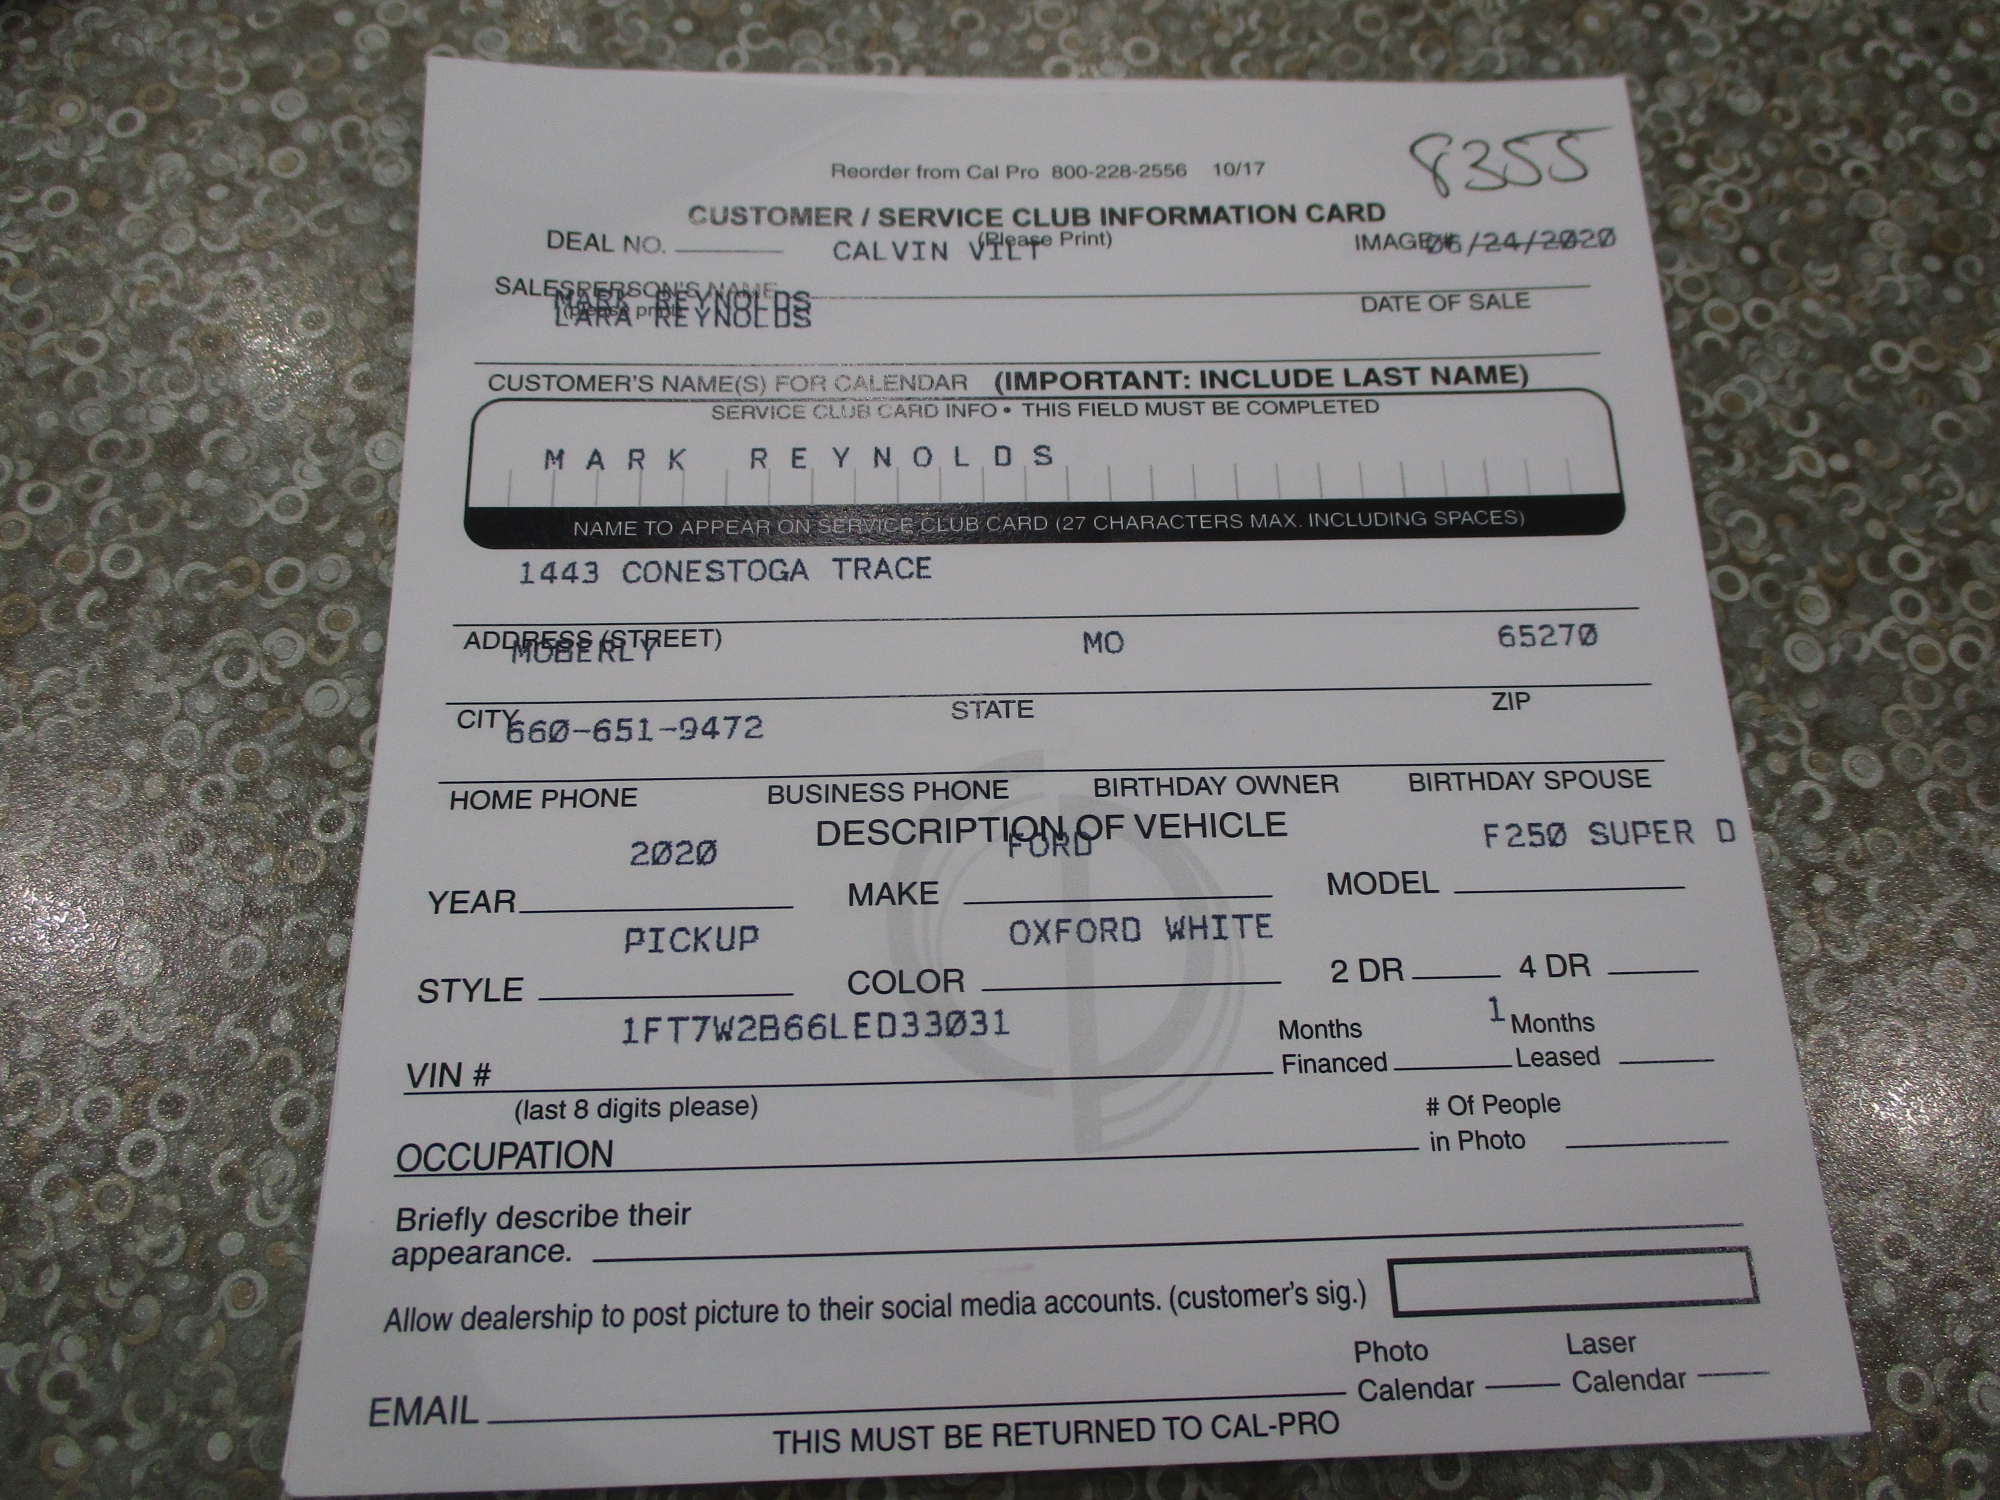 8355
Reorder from Cal Pro 800-228-2556 10/17
CUSTOMER / SERVICE CLUB INFORMATION CARD
(Please Print)
DEAL NO. CALVIN VILT IMAGE# 06/24/2020
SALESPERSON'S NAME DATE OF SALE
(please print)
MARK REYNOLDS
LARA REYNOLDS
CUSTOMER'S NAME(S) FOR CALENDAR (IMPORTANT: INCLUDE LAST NAME)
SERVICE CLUB CARD INFO • THIS FIELD MUST BE COMPLETED
MARK REYNOLDS
NAME TO APPEAR ON SERVICE CLUB CARD (27 CHARACTERS MAX. INCLUDING SPACES)
1443 CONESTOGA TRACE
ADDRESS (STREET)
MOBERLY MO 65270
CITY STATE ZIP
660-651-9472
HOME PHONE BUSINESS PHONE BIRTHDAY OWNER BIRTHDAY SPOUSE
DESCRIPTION OF VEHICLE
2020 FORD F250 SUPER D
YEAR MAKE MODEL
PICKUP OXFORD WHITE
STYLE COLOR 2 DR 4 DR
1FT7W2B66LED33031 1
VIN # Months Financed Months Leased
(last 8 digits please)
OCCUPATION # Of People in Photo
Briefly describe their
appearance.
Allow dealership to post picture to their social media accounts. (customer's sig.)
EMAIL Photo Calendar Laser Calendar
THIS MUST BE RETURNED TO CAL-PRO